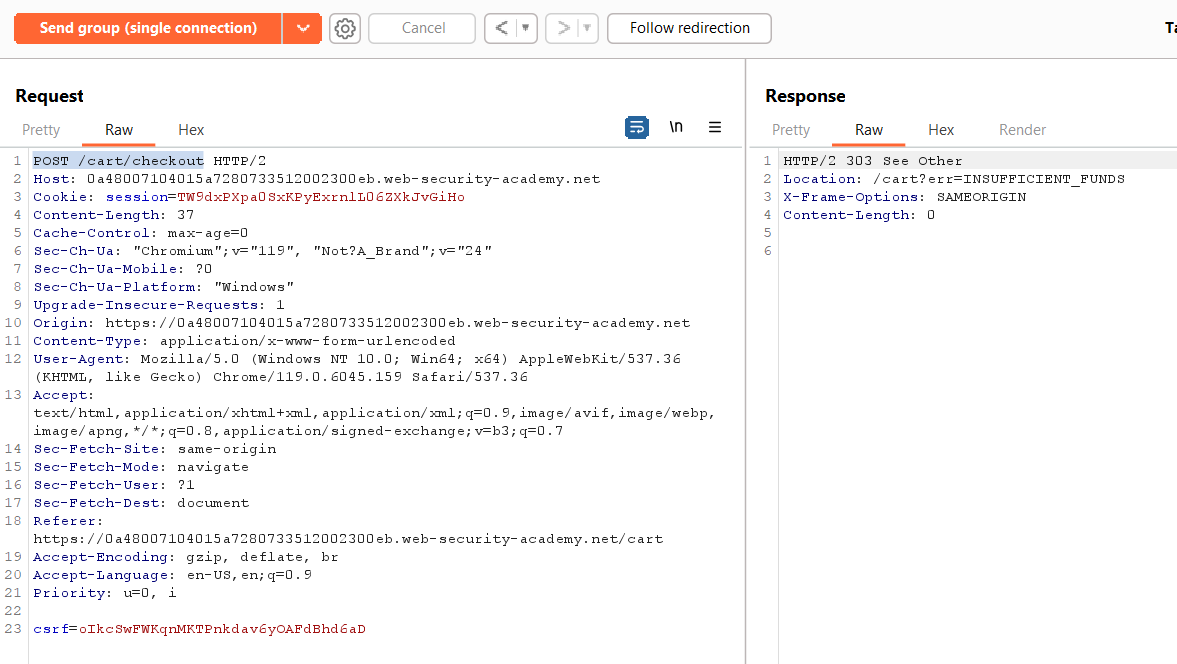 Send group (single connection)
Cancel
<
>
Follow redirection
Ta
Request
Pretty
Raw
Hex
\n
1 POST /cart/checkout HTTP/2
2 Host: 0a48007104015a7280733512002300eb.web-security-academy.net
3 Cookie: session=TW9dxPXpa0SxKPyExrnlL06ZXkJvGiHo
4 Content-Length: 37
5 Cache-Control: max-age=0
6 Sec-Ch-Ua: "Chromium";v="119", "Not?A_Brand";v="24"
7 Sec-Ch-Ua-Mobile: ?0
8 Sec-Ch-Ua-Platform: "Windows"
9 Upgrade-Insecure-Requests: 1
10 Origin: https://0a48007104015a7280733512002300eb.web-security-academy.net
11 Content-Type: application/x-www-form-urlencoded
12 User-Agent: Mozilla/5.0 (Windows NT 10.0; Win64; x64) AppleWebKit/537.36
(KHTML, like Gecko) Chrome/119.0.6045.159 Safari/537.36
13 Accept:
text/html,application/xhtml+xml,application/xml;q=0.9,image/avif,image/webp,
image/apng,*/*;q=0.8,application/signed-exchange;v=b3;q=0.7
14 Sec-Fetch-Site: same-origin
15 Sec-Fetch-Mode: navigate
16 Sec-Fetch-User: ?1
17 Sec-Fetch-Dest: document
18 Referer:
https://0a48007104015a7280733512002300eb.web-security-academy.net/cart
19 Accept-Encoding: gzip, deflate, br
20 Accept-Language: en-US,en;q=0.9
21 Priority: u=0, i
22
23 csrf=oIkcSwFWKqnMKTPnkdav6yOAFdBhd6aD
Response
Pretty
Raw
Hex
Render
1 HTTP/2 303 See Other
2 Location: /cart?err=INSUFFICIENT_FUNDS
3 X-Frame-Options: SAMEORIGIN
4 Content-Length: 0
5
6